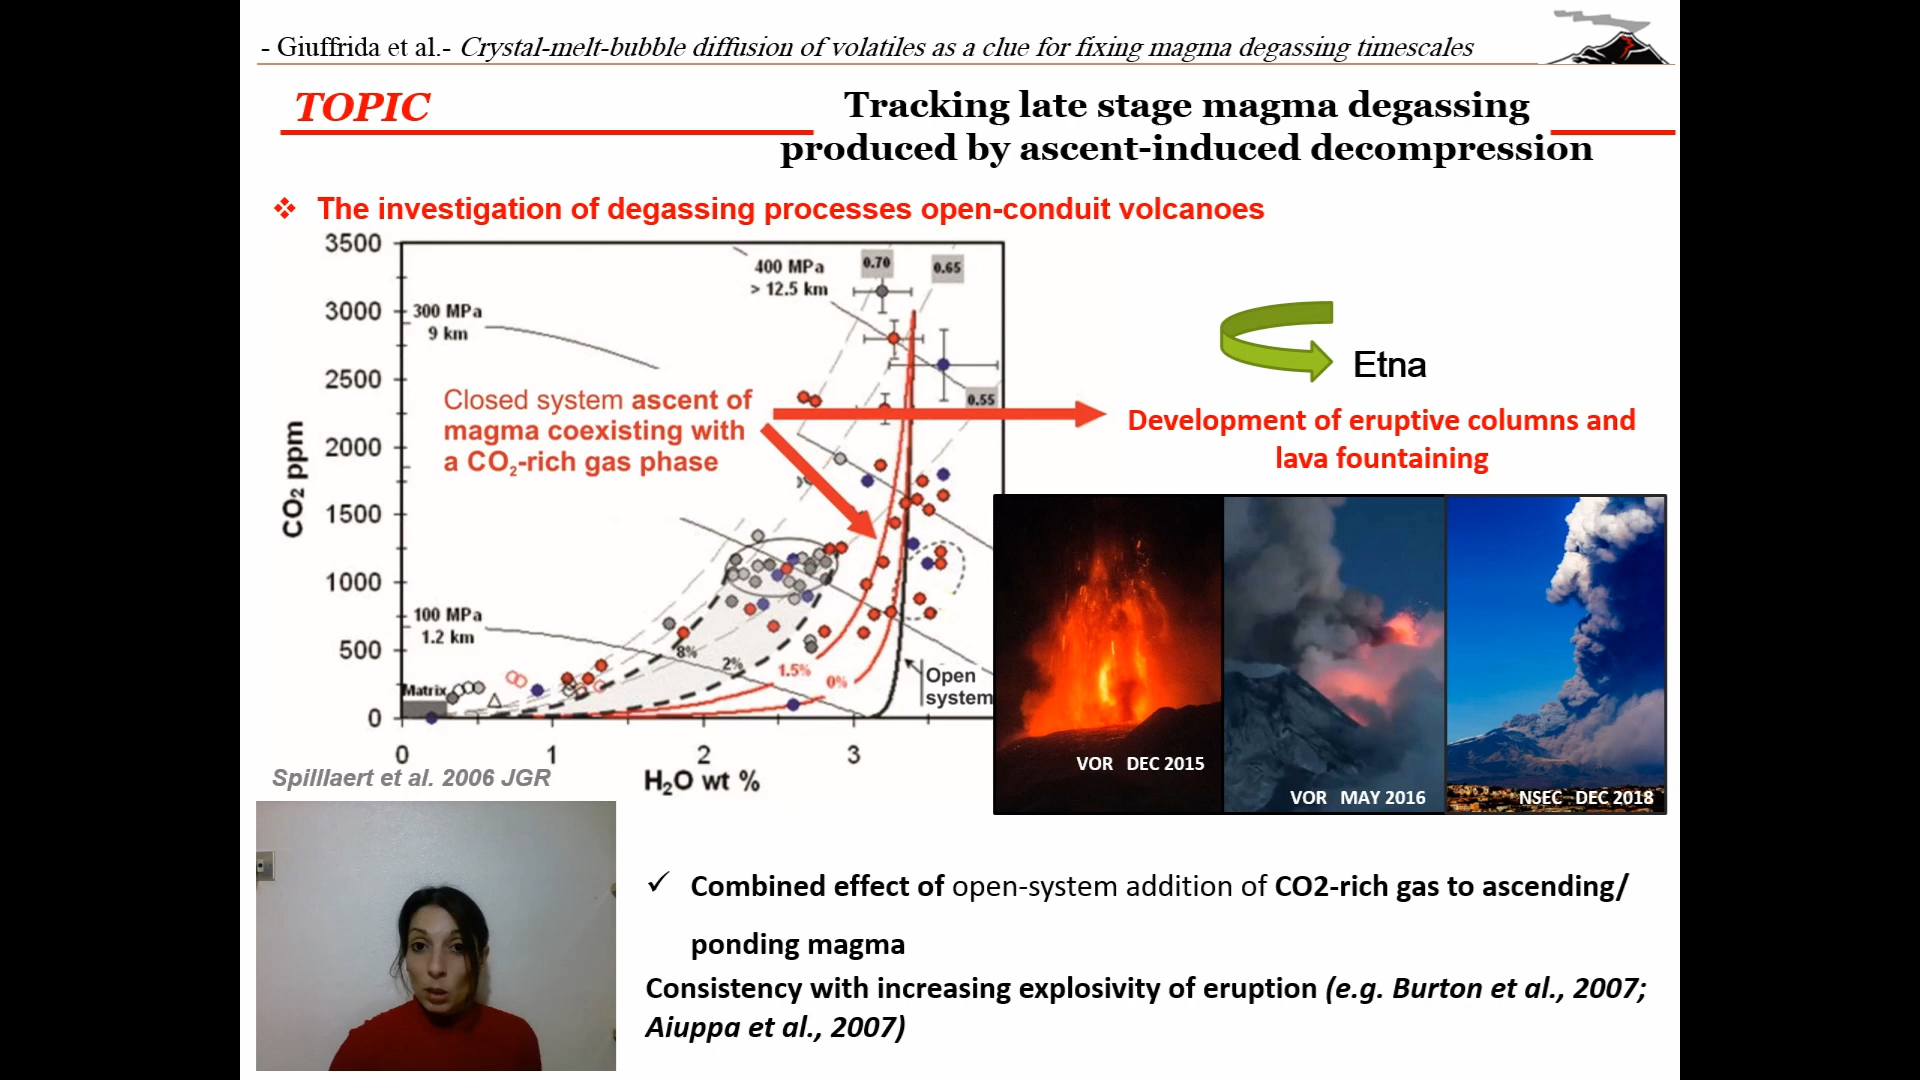 - Giuffrida et al.- Crystal-melt-bubble diffusion of volatiles as a clue for fixing magma degassing timescales
TOPIC
Tracking late stage magma degassing
produced by ascent-induced decompression
❖ The investigation of degassing processes open-conduit volcanoes
3500
3000
2500
2000
1500
1000
500
0
CO2 ppm
400 MPa
> 12.5 km
0.70
0.65
300 MPa
9 km
0.55
Closed system ascent of
magma coexisting with
a CO2-rich gas phase
100 MPa
1.2 km
8%
2%
1.5%
0%
Open
system
Matrix
0
1
2
3
H2O wt %
Spilllaert et al. 2006 JGR
Etna
Development of eruptive columns and
lava fountaining
VOR DEC 2015
VOR MAY 2016
NSEC DEC 2018
✓ Combined effect of open-system addition of CO2-rich gas to ascending/
ponding magma
Consistency with increasing explosivity of eruption (e.g. Burton et al., 2007;
Aiuppa et al., 2007)